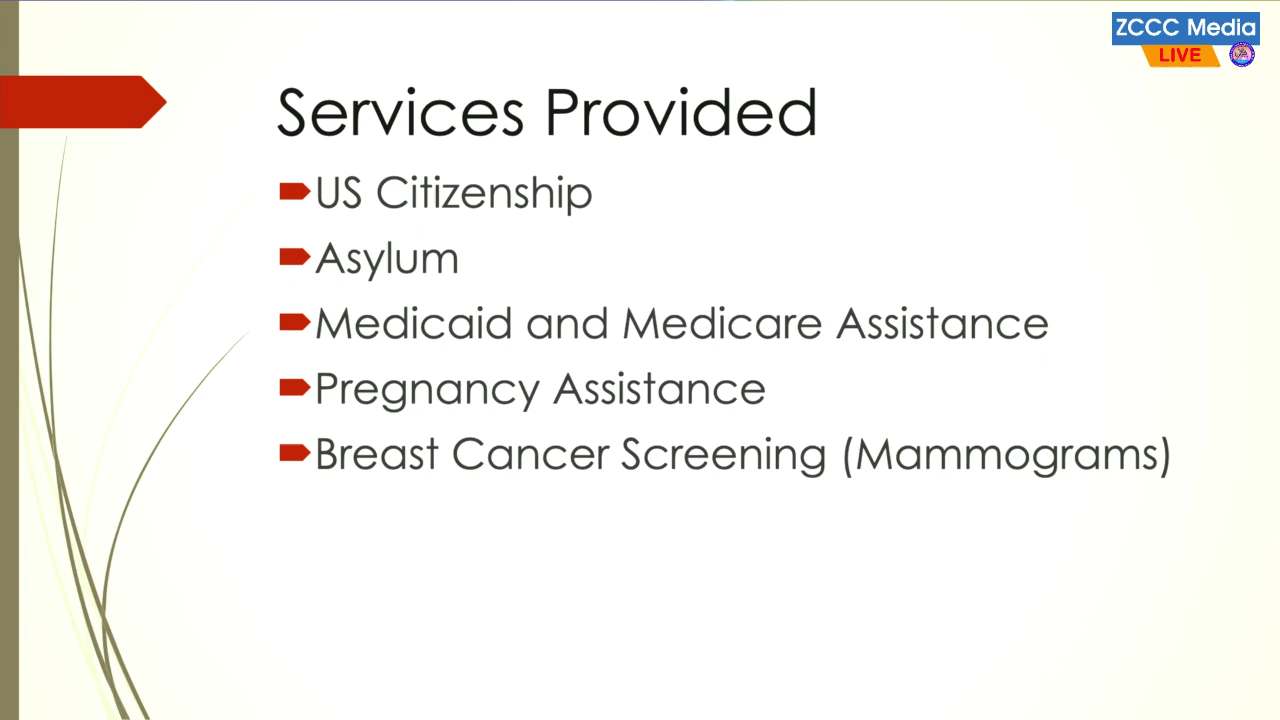 ZCCC Media
LIVE
Services Provided
US Citizenship
Asylum
Medicaid and Medicare Assistance
Pregnancy Assistance
Breast Cancer Screening (Mammograms)